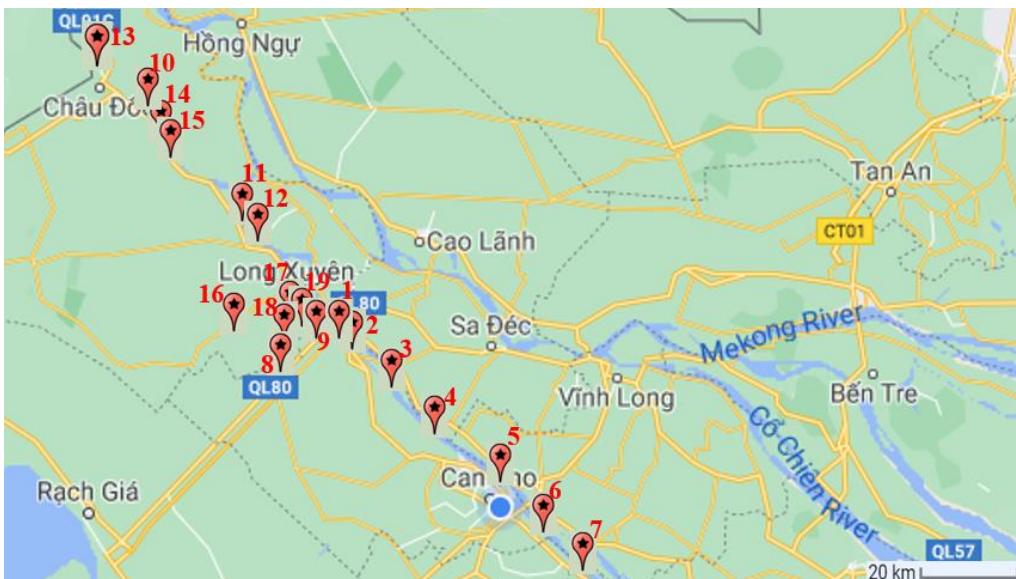 QL91C
13
Hồng Ngự
10
14
Châu Đốc
15
Tan An
11
12
CT01
Cao Lãnh
Long Xuyên
17
19
1
QL80
16
18
9
2
Sa Đéc
Mekong River
8
3
QL80
Vĩnh Long
Bến Tre
4
Cổ Chiên River
5
Rạch Giá
6
7
QL57
20 km